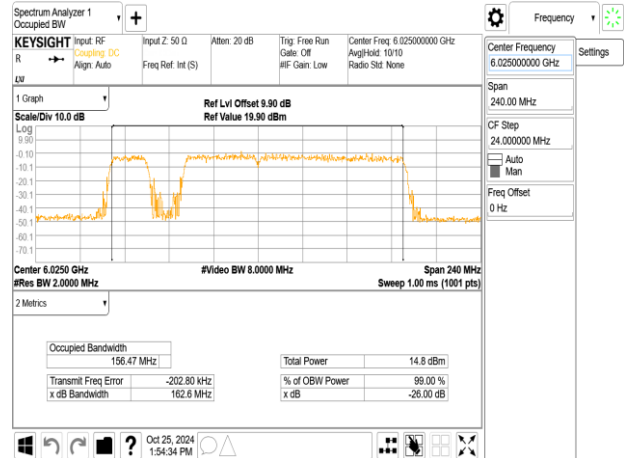 Spectrum Analyzer 1
Occupied BW
Frequency
KEYSIGHT
R
LXI
Input: RF
Coupling: DC
Align: Auto
Input Z: 50 Ω
Freq Ref: Int (S)
Atten: 20 dB
Trig: Free Run
Gate: Off
#IF Gain: Low
Center Freq: 6.025000000 GHz
Avg|Hold: 10/10
Radio Std: None
Center Frequency
6.025000000 GHz
Settings
Span
240.00 MHz
CF Step
24.000000 MHz
Auto
Man
Freq Offset
0 Hz
1 Graph
Scale/Div 10.0 dB
Ref Lvl Offset 9.90 dB
Ref Value 19.90 dBm
Log
9.90
-0.10
-10.1
-20.1
-30.1
-40.1
-50.1
-60.1
-70.1
Center 6.0250 GHz
#Video BW 8.0000 MHz
Span 240 MHz
#Res BW 2.0000 MHz
Sweep 1.00 ms (1001 pts)
2 Metrics
Occupied Bandwidth
156.47 MHz
Total Power 14.8 dBm
Transmit Freq Error -202.80 kHz
% of OBW Power 99.00 %
x dB Bandwidth 162.6 MHz
x dB -26.00 dB
?
Oct 25, 2024
1:54:34 PM